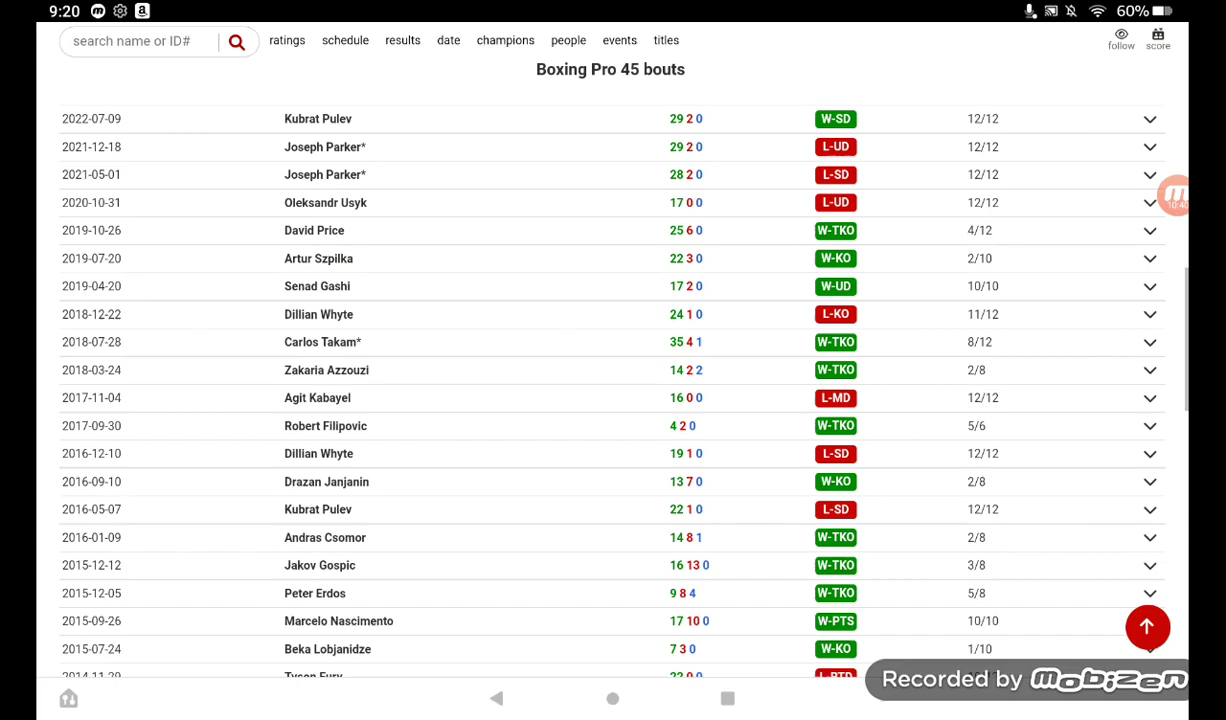 9:20 60%
search name or ID# ratings schedule results date champions people events titles follow score
Boxing Pro 45 bouts
2022-07-09 Kubrat Pulev 29 2 0 W-SD 12/12
2021-12-18 Joseph Parker* 29 2 0 L-UD 12/12
2021-05-01 Joseph Parker* 28 2 0 L-SD 12/12
10:40
2020-10-31 Oleksandr Usyk 17 0 0 L-UD 12/12
2019-10-26 David Price 25 6 0 W-TKO 4/12
2019-07-20 Artur Szpilka 22 3 0 W-KO 2/10
2019-04-20 Senad Gashi 17 2 0 W-UD 10/10
2018-12-22 Dillian Whyte 24 1 0 L-KO 11/12
2018-07-28 Carlos Takam* 35 4 1 W-TKO 8/12
2018-03-24 Zakaria Azzouzi 14 2 2 W-TKO 2/8
2017-11-04 Agit Kabayel 16 0 0 L-MD 12/12
2017-09-30 Robert Filipovic 4 2 0 W-TKO 5/6
2016-12-10 Dillian Whyte 19 1 0 L-SD 12/12
2016-09-10 Drazan Janjanin 13 7 0 W-KO 2/8
2016-05-07 Kubrat Pulev 22 1 0 L-SD 12/12
2016-01-09 Andras Csomor 14 8 1 W-TKO 2/8
2015-12-12 Jakov Gospic 16 13 0 W-TKO 3/8
2015-12-05 Peter Erdos 9 8 4 W-TKO 5/8
2015-09-26 Marcelo Nascimento 17 10 0 W-PTS 10/10
2015-07-24 Beka Lobjanidze 7 3 0 W-KO 1/10
2014-11-29 Tyson Fury 22 0 0 L-RTD
Recorded by mobizen